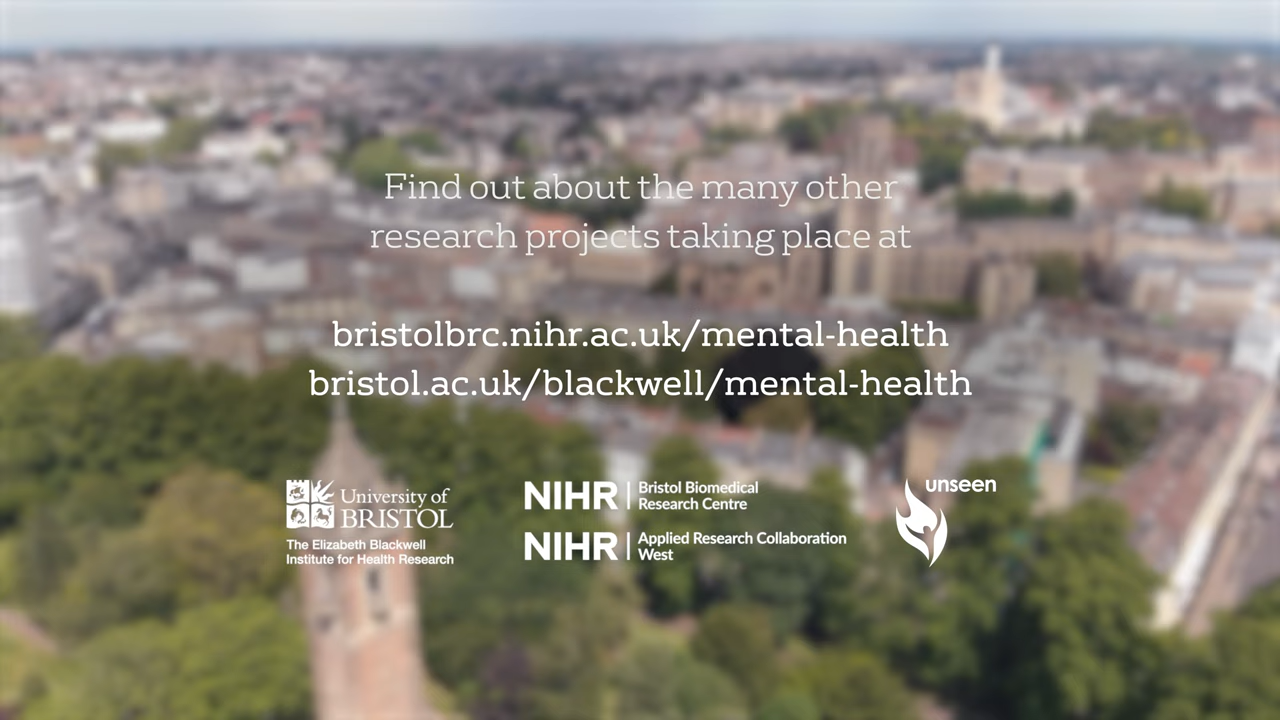 Find out about the many other
research projects taking place at
bristolbrc.nihr.ac.uk/mental-health
bristol.ac.uk/blackwell/mental-health
University of
BRISTOL
The Elizabeth Blackwell
Institute for Health Research
NIHR | Bristol Biomedical
Research Centre
NIHR | Applied Research Collaboration
West
unseen